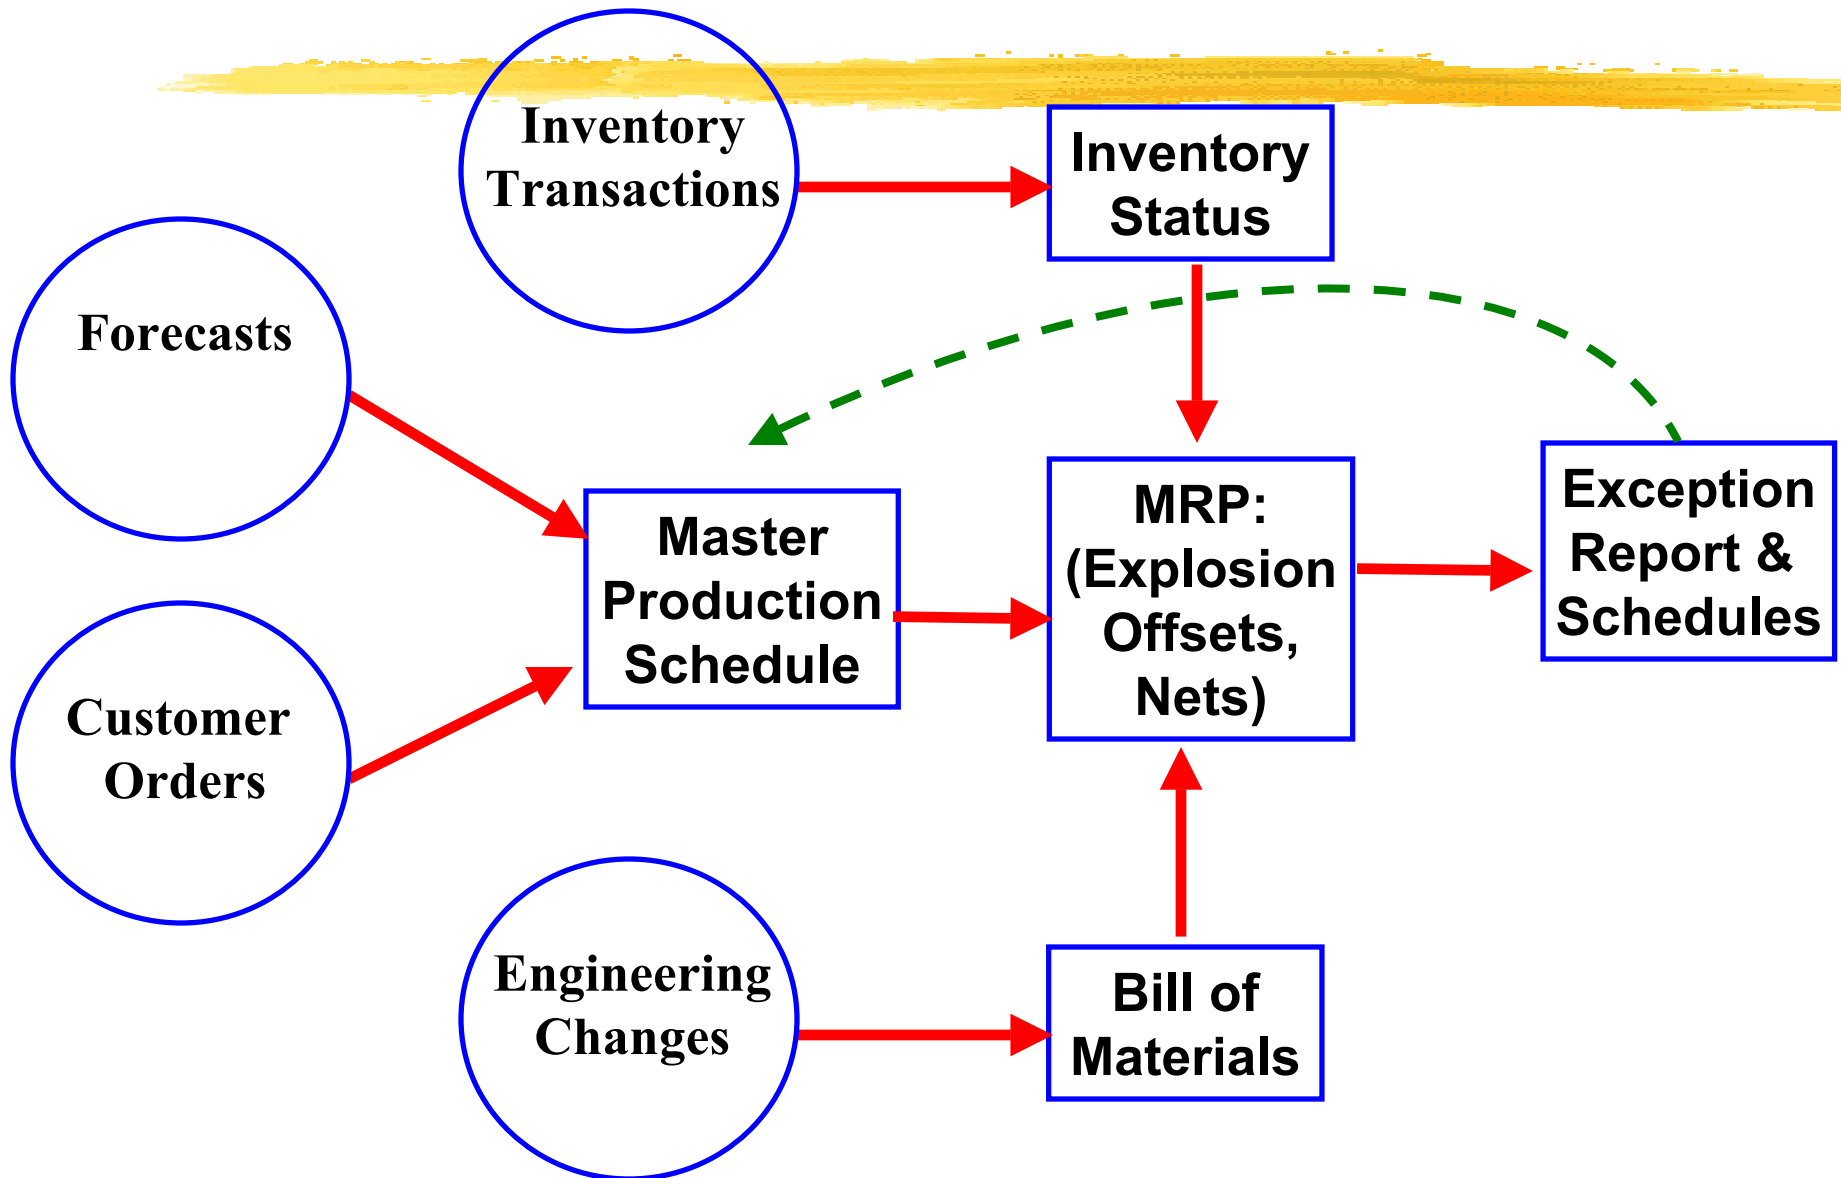 Inventory
Transactions
Inventory
Status
Forecasts
Master
Production
Schedule
MRP:
(Explosion
Offsets,
Nets)
Exception
Report &
Schedules
Customer
Orders
Engineering
Changes
Bill of
Materials